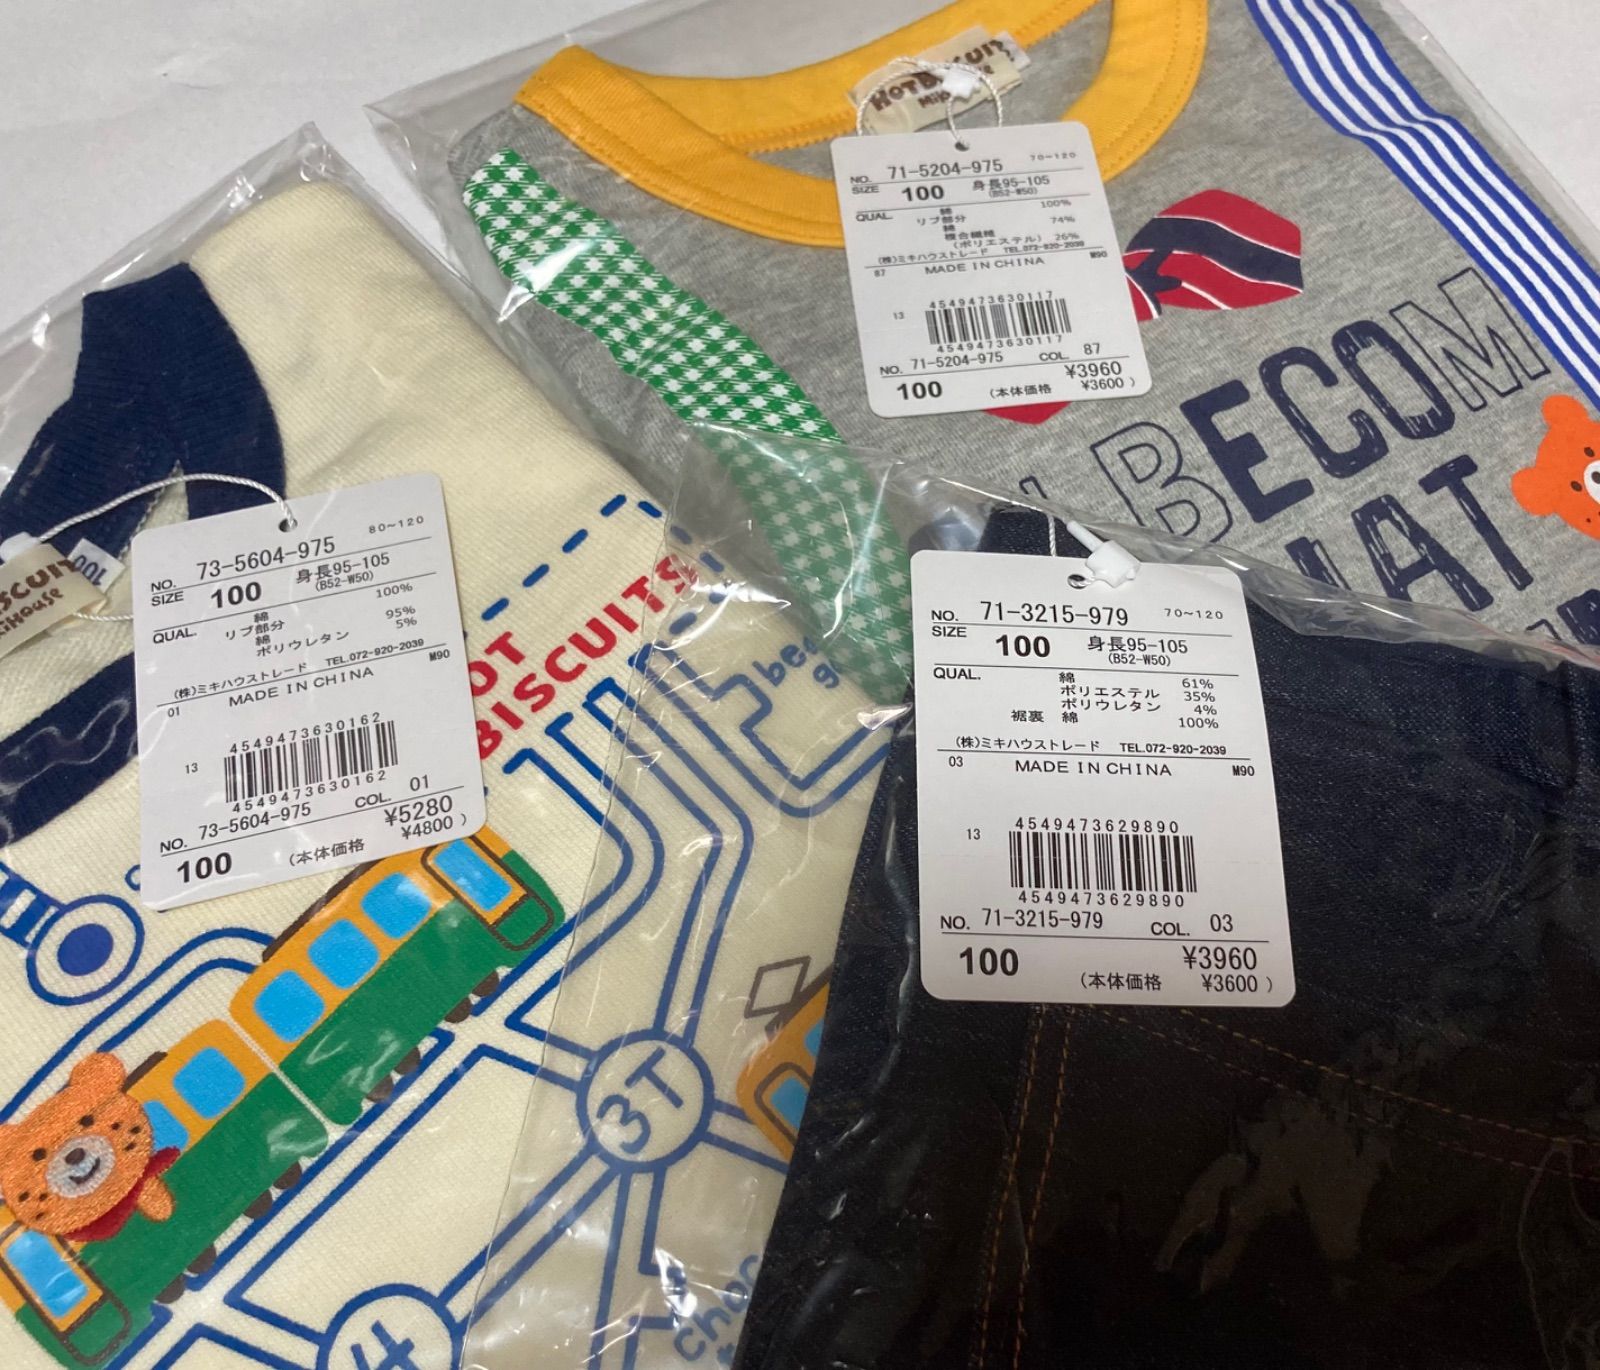 HOT BISCUITS
Miki House
NO. 71-5204-975 70~120
SIZE 100 身長95-105
(B52-W50)
QUAL. 綿 100%
リブ部分
綿 74%
複合繊維
(ポリエステル) 26%
(株)ミキハウストレード TEL.072-920-2039
87 MADE IN CHINA M90
4549473630117
13
4549473630117
NO. 71-5204-975 COL. 87
¥3960
100 (本体価格 ¥3600)
BECOM
HAT
100
BISCUIT
Miki House
NO. 73-5604-975 80~120
SIZE 100 身長95-105
(B52-W50)
QUAL. 綿 100%
リブ部分
綿 95%
ポリウレタン 5%
(株)ミキハウストレード TEL.072-920-2039
01 MADE IN CHINA M90
4549473630162
13
4549473630162
NO. 73-5604-975 COL. 01
¥5280
100 (本体価格 ¥4800)
OT
BISCUITS
bee
go
3T
4
choc
NO. 71-3215-979 70~120
SIZE 100 身長95-105
(B52-W50)
QUAL. 綿 61%
ポリエステル 35%
ポリウレタン 4%
裾裏 綿 100%
(株)ミキハウストレード TEL.072-920-2039
03 MADE IN CHINA M90
4549473629890
13
4549473629890
NO. 71-3215-979 COL. 03
¥3960
100 (本体価格 ¥3600)